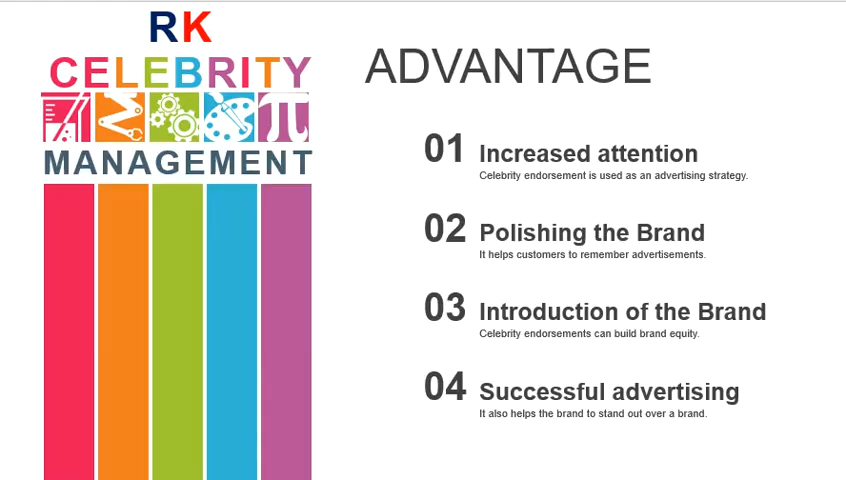 RK
CELEBRITY
MANAGEMENT
ADVANTAGE
01 Increased attention
Celebrity endorsement is used as an advertising strategy.
02 Polishing the Brand
It helps customers to remember advertisements.
03 Introduction of the Brand
Celebrity endorsements can build brand equity.
04 Successful advertising
It also helps the brand to stand out over a brand.